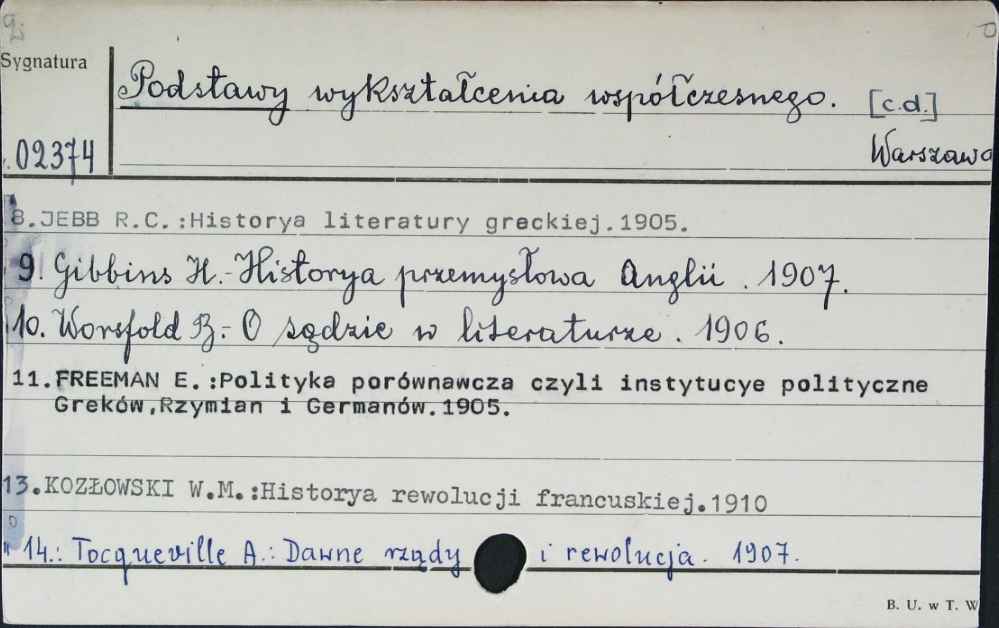 Sygnatura
Podstawy wykształcenia współczesnego. [c.d.]
02374
Warszawa
8.JEBB R.C.:Historya literatury greckiej.1905.
9. Gibbins H.-Historya przemysłowa Anglii. 1907.
10. Worsfold B.- O sądzie w literaturze. 1906.
11.FREEMAN E.:Polityka porównawcza czyli instytucye polityczne
Greków,Rzymian i Germanów.1905.
13.KOZŁOWSKI W.M.:Historya rewolucji francuskiej.1910
" 14.: Tocqueville A.: Dawne rządy i rewolucja. 1907.
B. U. w T. W